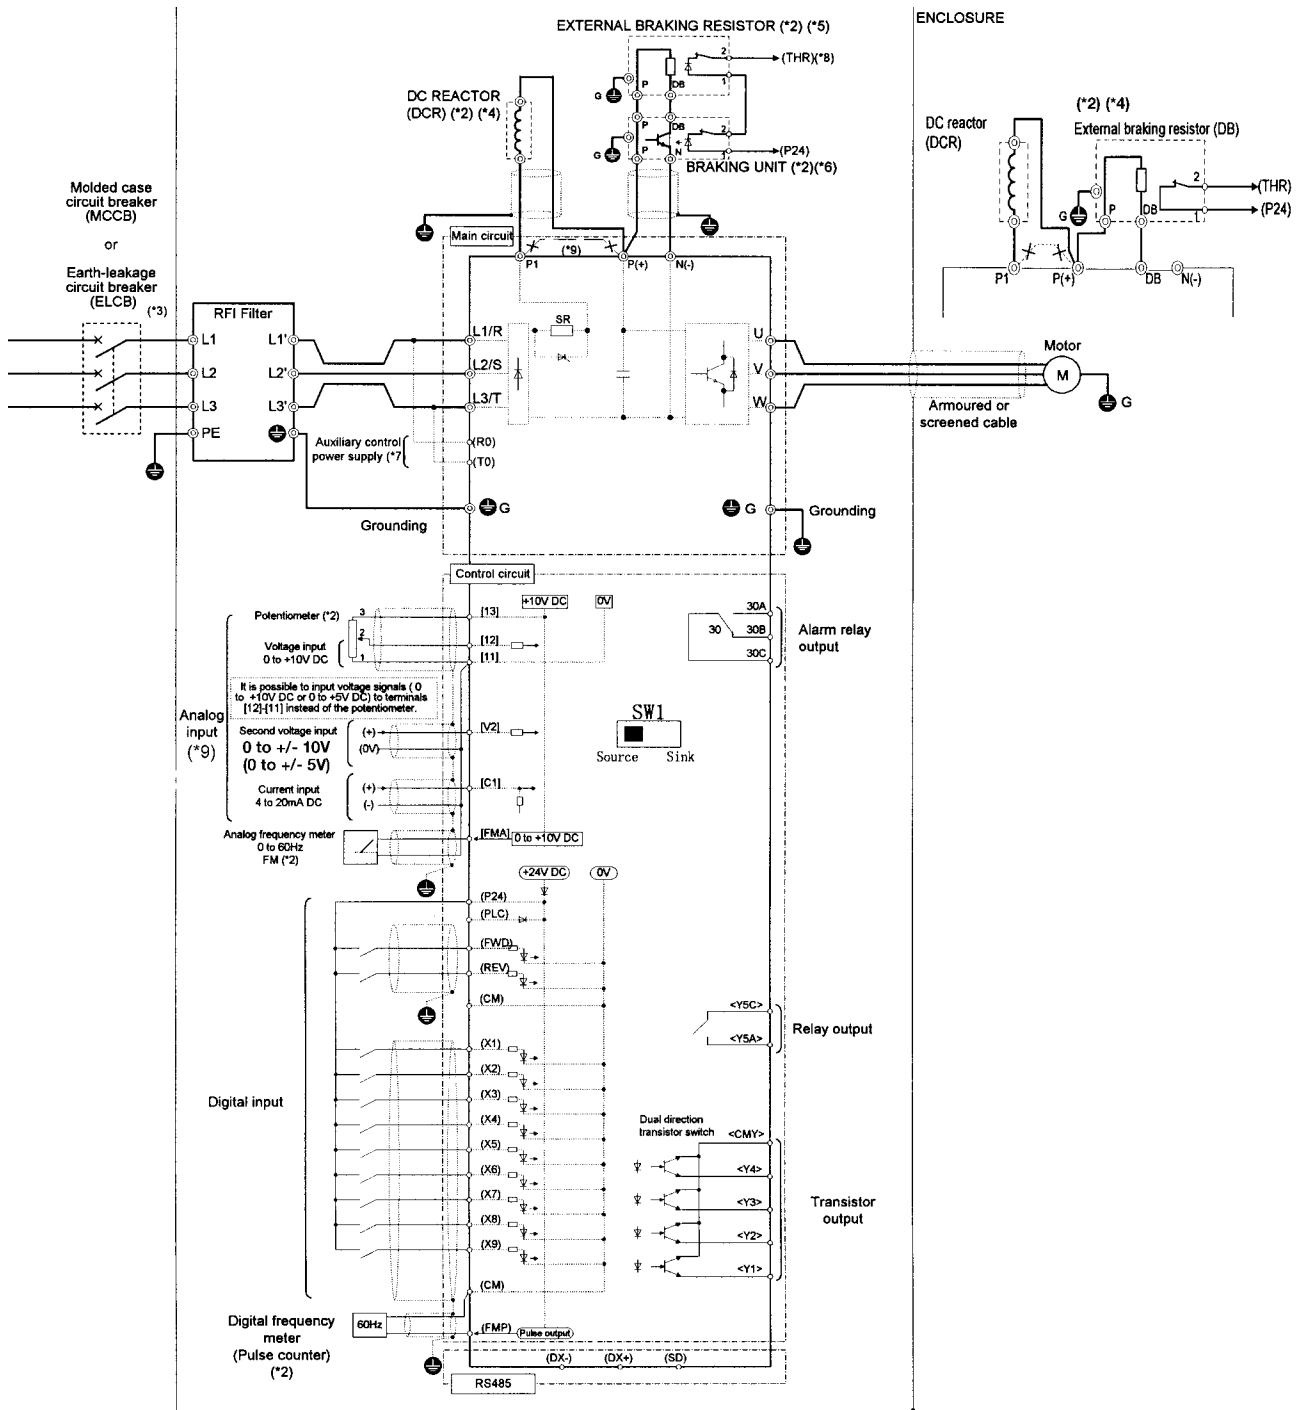 EXTERNAL BRAKING RESISTOR (*2) (*5)
ENCLOSURE
2
(THR)(*8)
P
DB
1
G
DC REACTOR
(DCR) (*2) (*4)
P
DB
2
G
P
N
1
(P24)
BRAKING UNIT (*2)(*6)
(*2) (*4)
DC reactor
(DCR)
External braking resistor (DB)
2
(THR)
G
P
DB
1
(P24)
P1
P(+)
DB
N(-)
Molded case
circuit breaker
(MCCB)
or
Earth-leakage
circuit breaker
(ELCB)
(*3)
Main circuit
(*9)
P1
P(+)
N(-)
RFI Filter
L1
L1'
L2
L2'
L3
L3'
PE
SR
L1/R
L2/S
L3/T
U
V
W
Motor
M
G
Armoured or
screened cable
Auxiliary control
power supply (*7
(R0)
(T0)
G
G
Grounding
Grounding
Control circuit
Potentiometer (*2)
3
2
1
[13]
[12]
[11]
+10V DC
0V
Voltage input
0 to +10V DC
It is possible to input voltage signals ( 0
to +10V DC or 0 to +5V DC) to terminals
[12]-[11] instead of the potentiometer.
30A
30
30B
30C
Alarm relay
output
Analog
input
(*9)
Second voltage input
0 to +/- 10V
(0 to +/- 5V)
(+)
(0V)
[V2]
SW1
Source
Sink
Current input
4 to 20mA DC
(+)
(-)
[C1]
Analog frequency meter
0 to 60Hz
FM (*2)
[FMA]
0 to +10V DC
+24V DC
0V
(P24)
(PLC)
(FWD)
(REV)
(CM)
<Y5C>
<Y5A>
Relay output
Digital input
(X1)
(X2)
(X3)
(X4)
(X5)
(X6)
(X7)
(X8)
(X9)
(CM)
Dual direction
transistor switch
<CMY>
<Y4>
<Y3>
<Y2>
<Y1>
Transistor
output
Digital frequency
meter
(Pulse counter)
(*2)
60Hz
(FMP)
Pulse output
(DX-)
(DX+)
(SD)
RS485